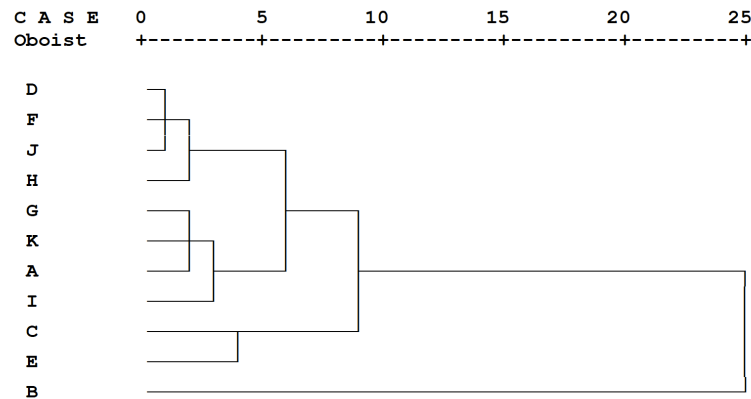 C A S E 0 5 10 15 20 25
Oboist +---------+---------+---------+---------+---------+
D
F
J
H
G
K
A
I
C
E
B